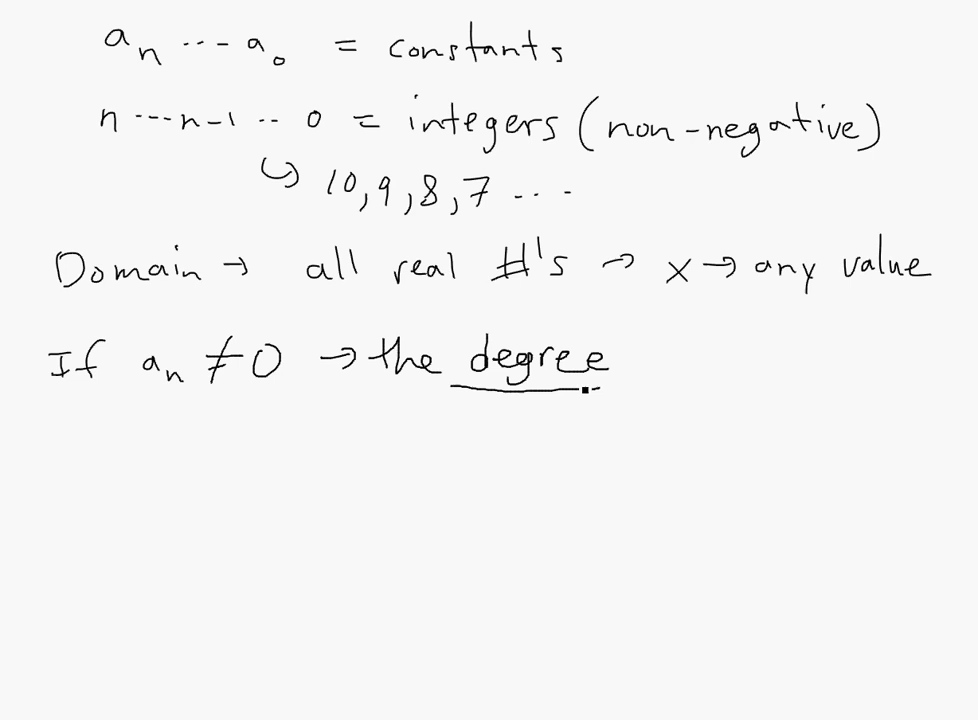 aₙ ---- a₀ = constants
n ---n-1 -- 0 = integers (non-negative)
↳ 10, 9, 8, 7 ---
Domain → all real #'s → x → any value
If aₙ ≠ 0 → the degree